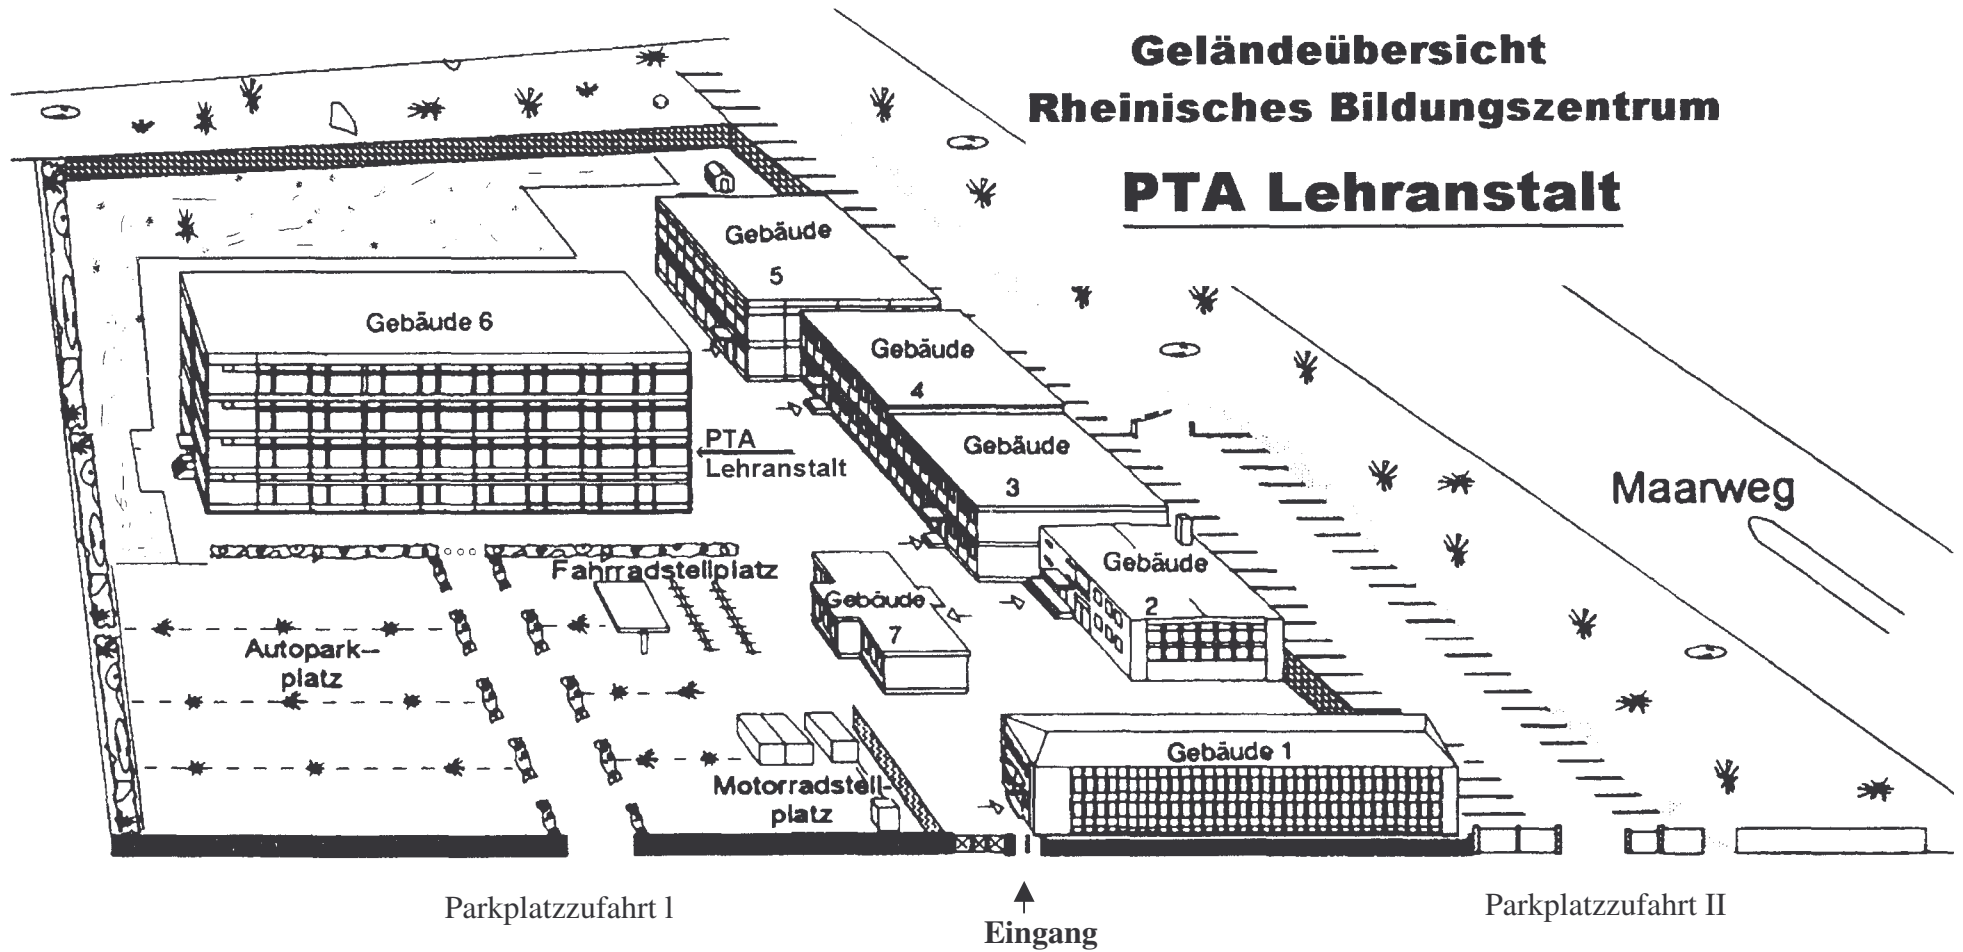 Geländeübersicht
Rheinisches Bildungszentrum
PTA Lehranstalt
Gebäude
5
Gebäude 6
Gebäude
4
PTA
Lehranstalt
Gebäude
3
Maarweg
Gebäude
2
Fahrradstellplatz
Gebäude
7
Autopark-
platz
Gebäude 1
Motorradstell-
platz
Parkplatzzufahrt l
Eingang
Parkplatzzufahrt II